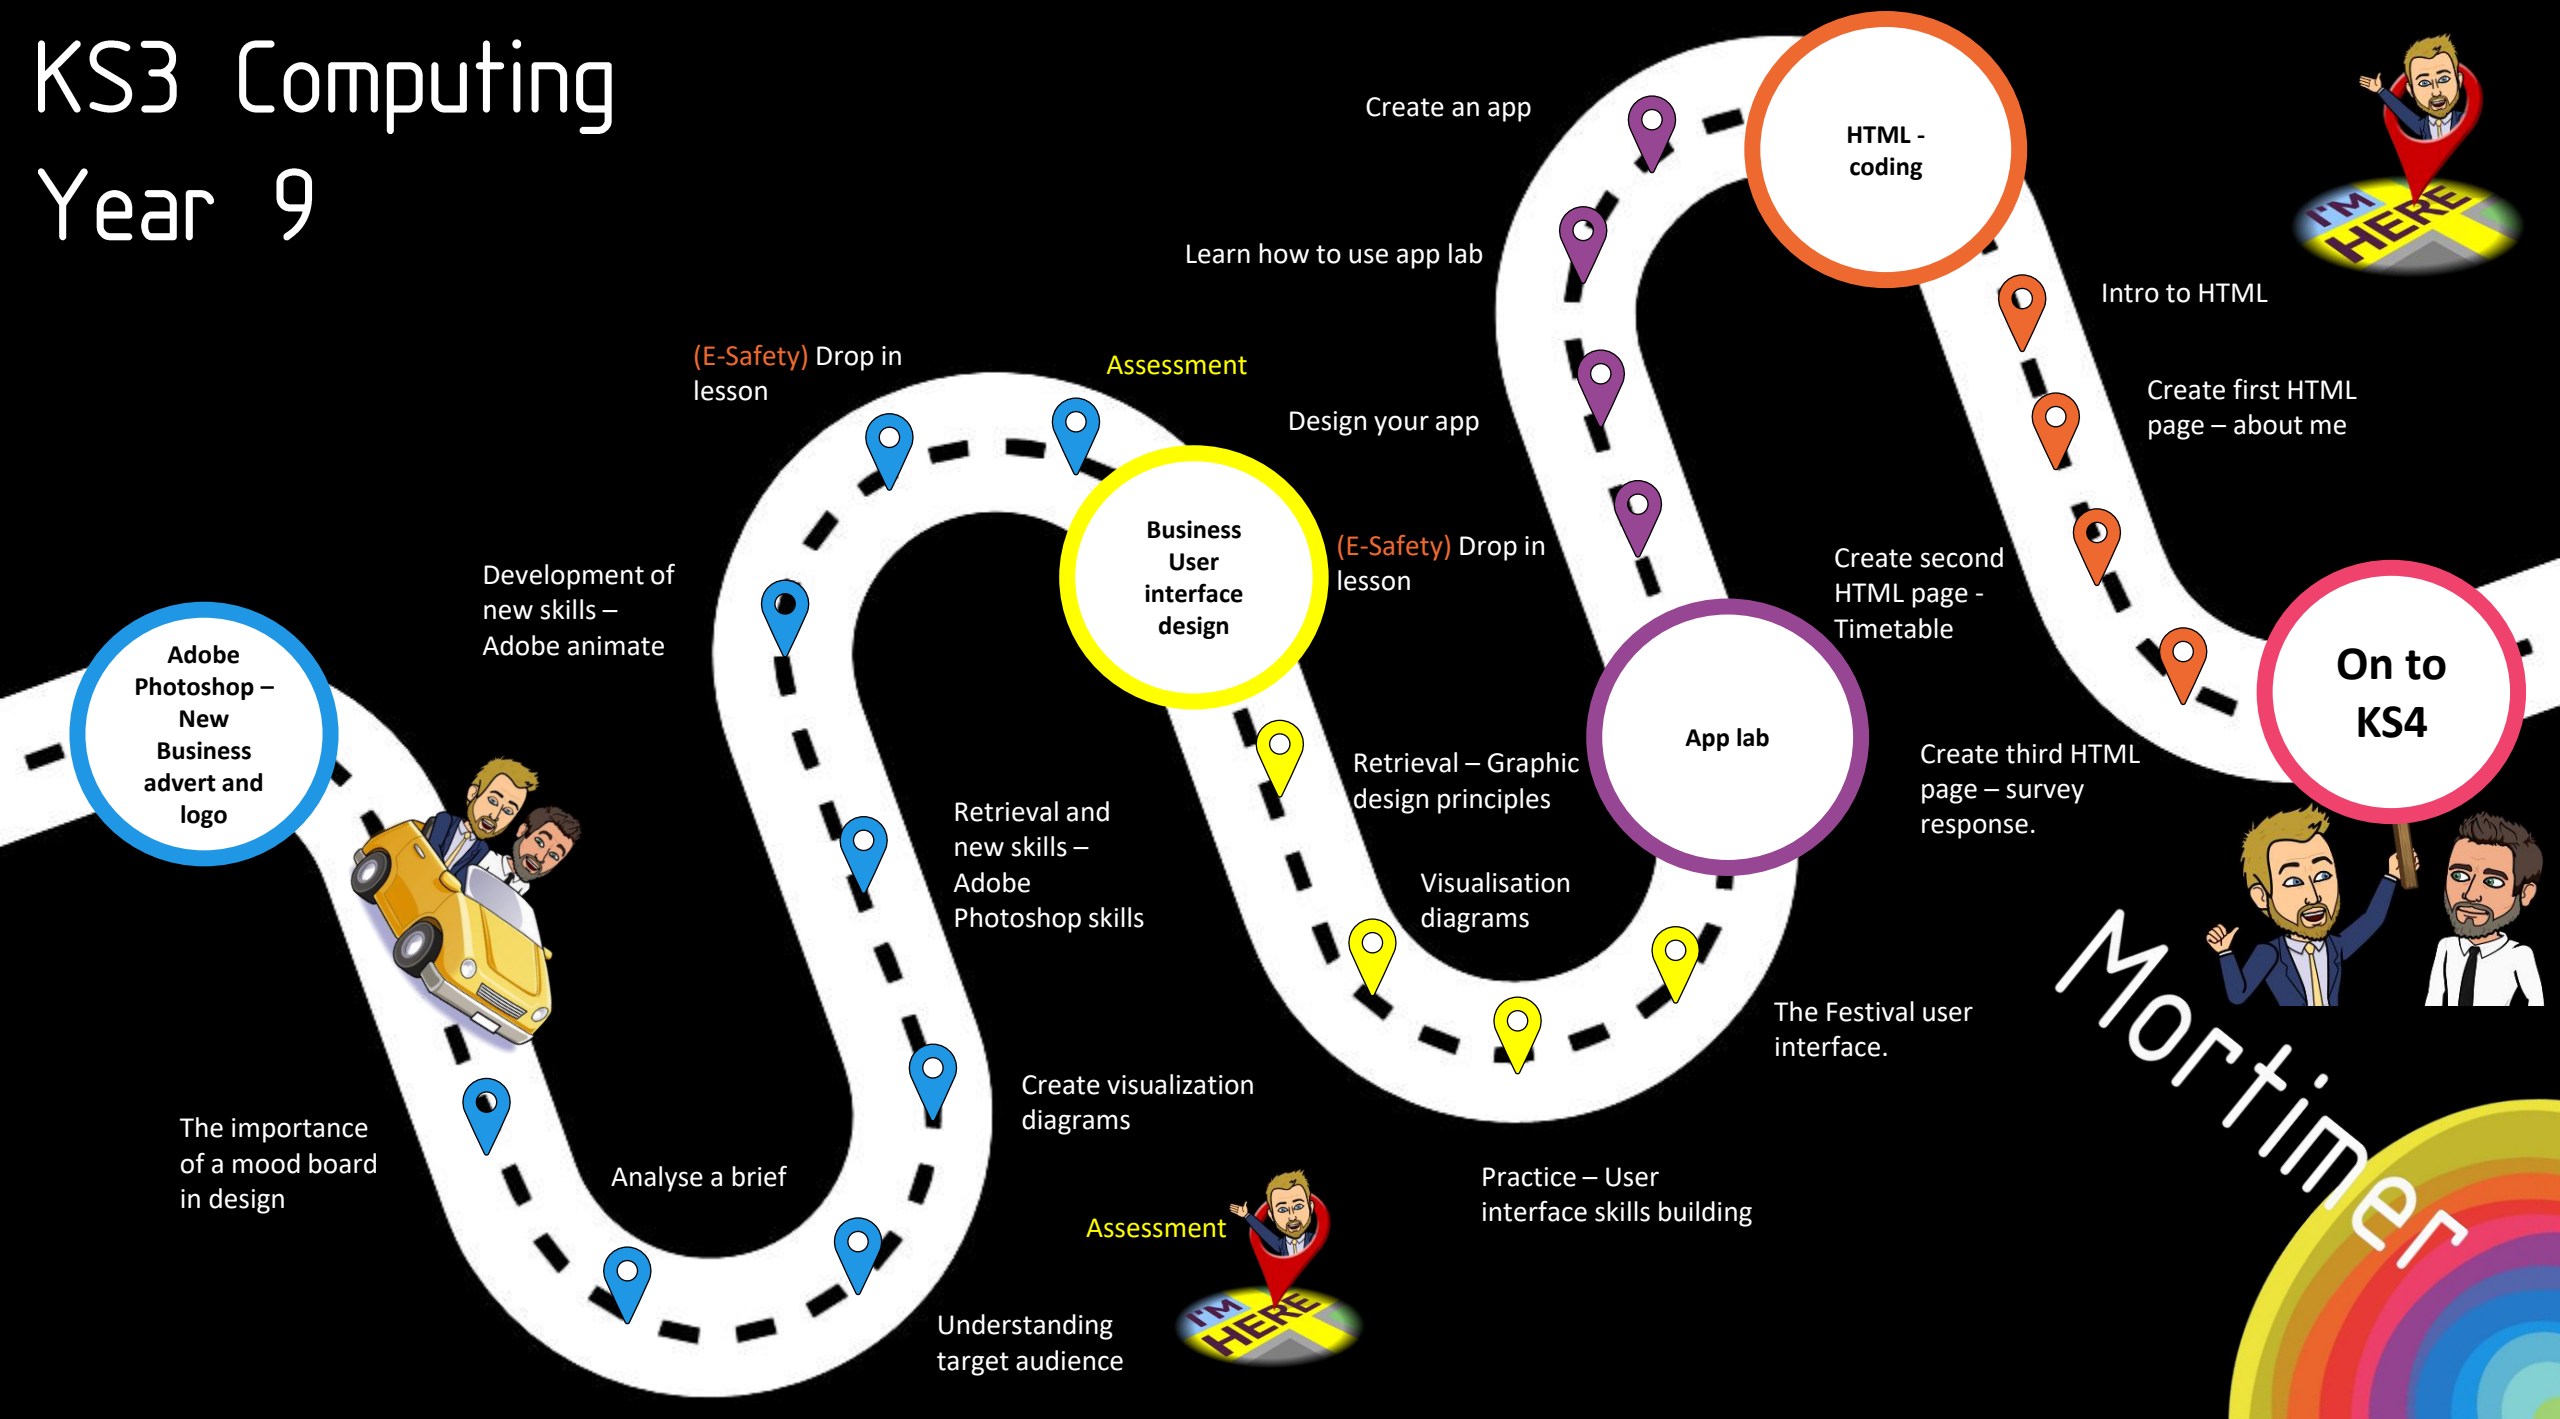 KS3 Computing
Year 9
Adobe
Photoshop –
New
Business
advert and
logo
The importance
of a mood board
in design
Analyse a brief
Understanding
target audience
Create visualization
diagrams
Retrieval and
new skills –
Adobe
Photoshop skills
Development of
new skills –
Adobe animate
(E-Safety) Drop in
lesson
Assessment
Business
User
interface
design
Retrieval – Graphic
design principles
Visualisation
diagrams
Practice – User
interface skills building
The Festival user
interface.
Assessment
I'M
HERE
App lab
(E-Safety) Drop in
lesson
Design your app
Learn how to use app lab
Create an app
HTML -
coding
Intro to HTML
Create first HTML
page – about me
Create second
HTML page -
Timetable
Create third HTML
page – survey
response.
On to
KS4
I'M
HERE
Mortimer